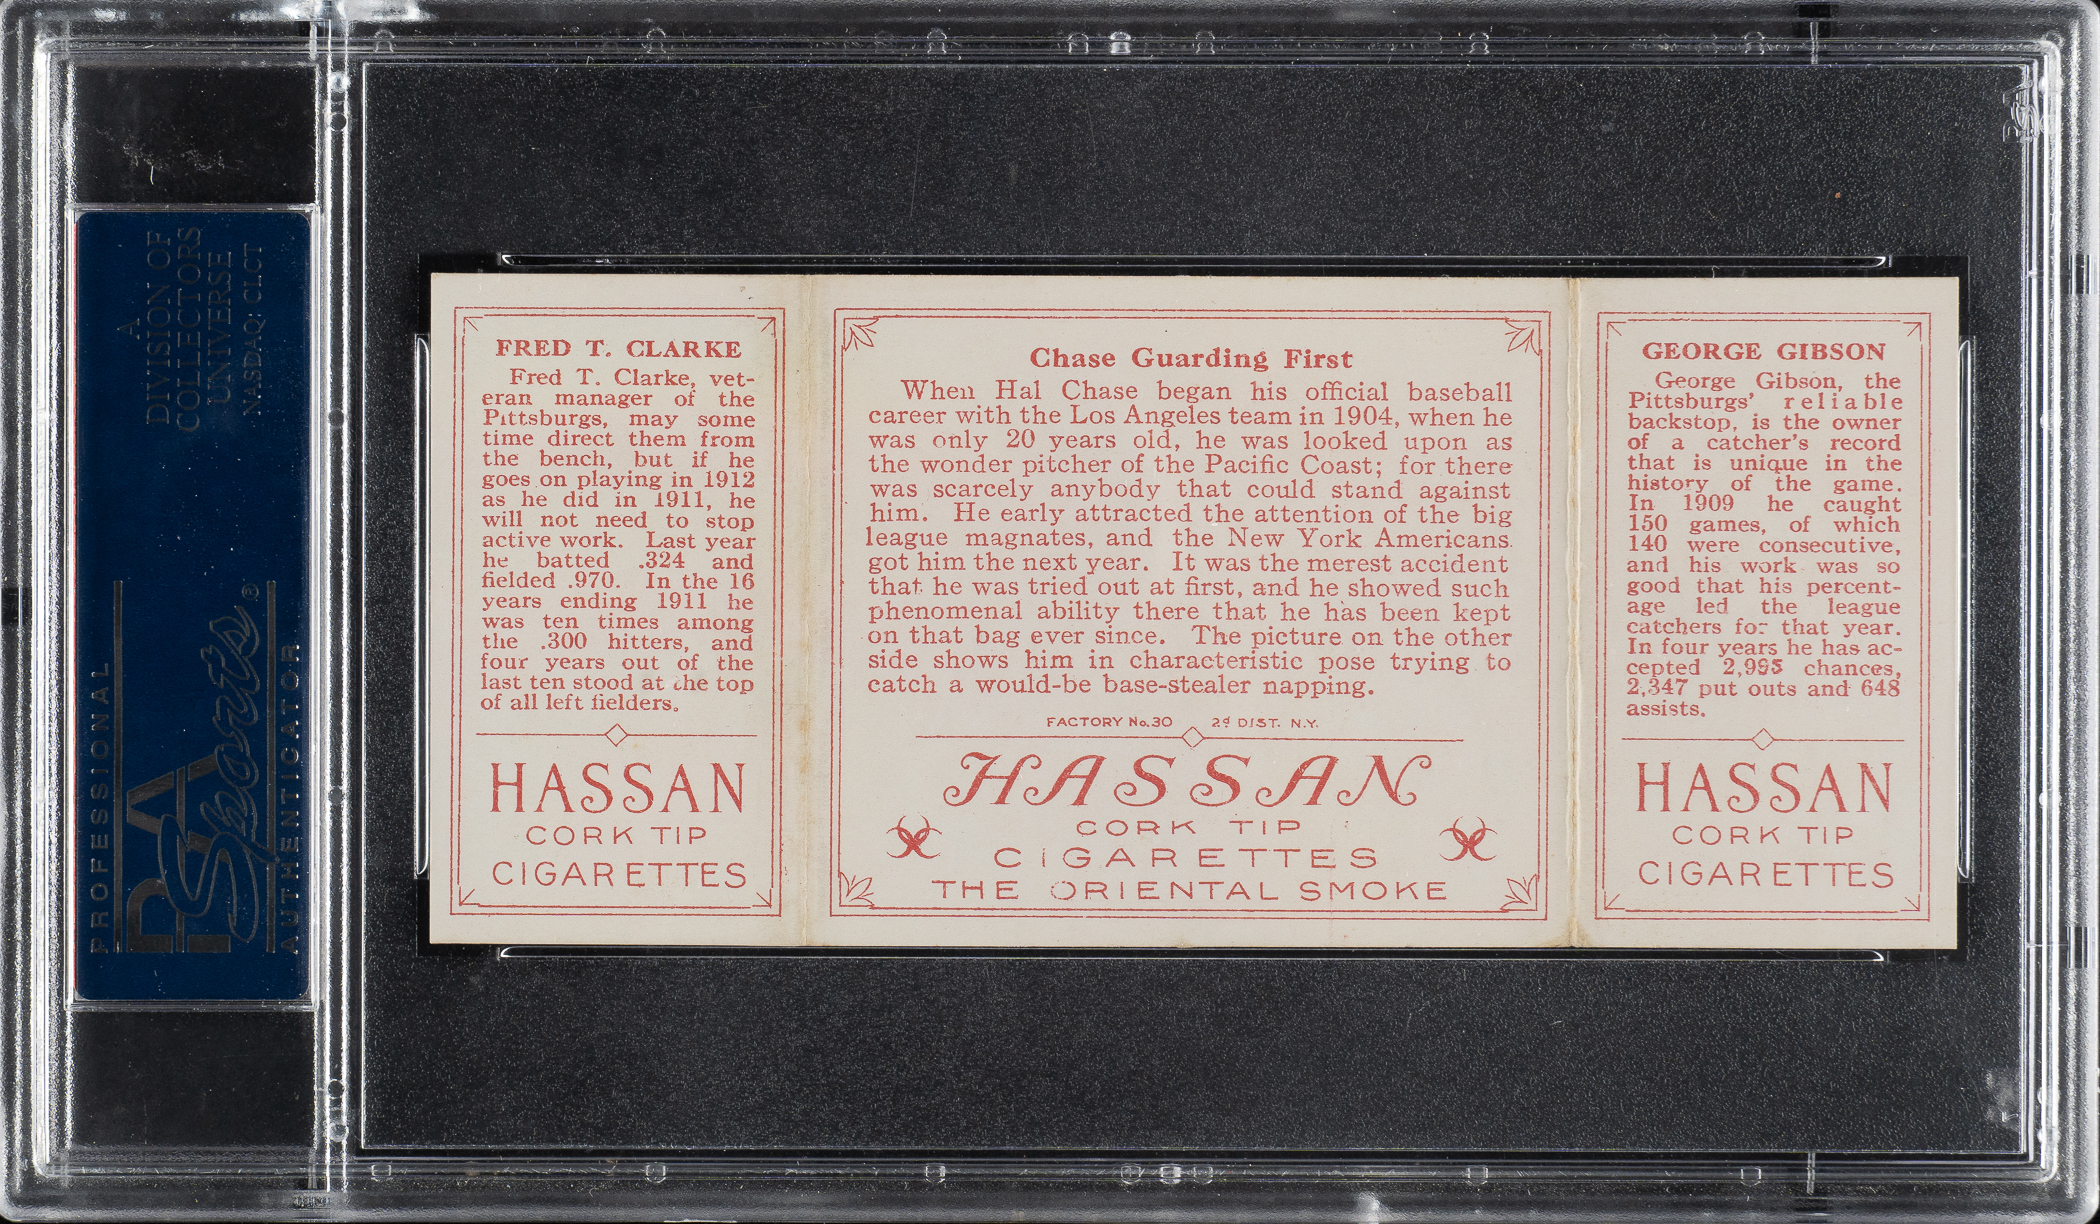 A
DIVISION OF
COLLECTORS
UNIVERSE
NASDAQ: CLCT
PROFESSIONAL
PSA
Sports®
AUTHENTICATOR
FRED T. CLARKE
Fred T. Clarke, vet-
eran manager of the
Pittsburgs, may some
time direct them from
the bench, but if he
goes on playing in 1912
as he did in 1911, he
will not need to stop
active work. Last year
he batted .324 and
fielded .970. In the 16
years ending 1911 he
was ten times among
the .300 hitters, and
four years out of the
last ten stood at the top
of all left fielders.
HASSAN
CORK TIP
CIGARETTES
Chase Guarding First
When Hal Chase began his official baseball
career with the Los Angeles team in 1904, when he
was only 20 years old, he was looked upon as
the wonder pitcher of the Pacific Coast; for there
was scarcely anybody that could stand against
him. He early attracted the attention of the big
league magnates, and the New York Americans
got him the next year. It was the merest accident
that he was tried out at first, and he showed such
phenomenal ability there that he has been kept
on that bag ever since. The picture on the other
side shows him in characteristic pose trying to
catch a would-be base-stealer napping.
FACTORY No. 30 2d DIST. N.Y.
HASSAN
CORK TIP
CIGARETTES
THE ORIENTAL SMOKE
GEORGE GIBSON
George Gibson, the
Pittsburgs' reliable
backstop, is the owner
of a catcher's record
that is unique in the
history of the game.
In 1909 he caught
150 games, of which
140 were consecutive,
and his work was so
good that his percent-
age led the league
catchers for that year.
In four years he has ac-
cepted 2,995 chances,
2,347 put outs and 648
assists.
HASSAN
CORK TIP
CIGARETTES
PSA